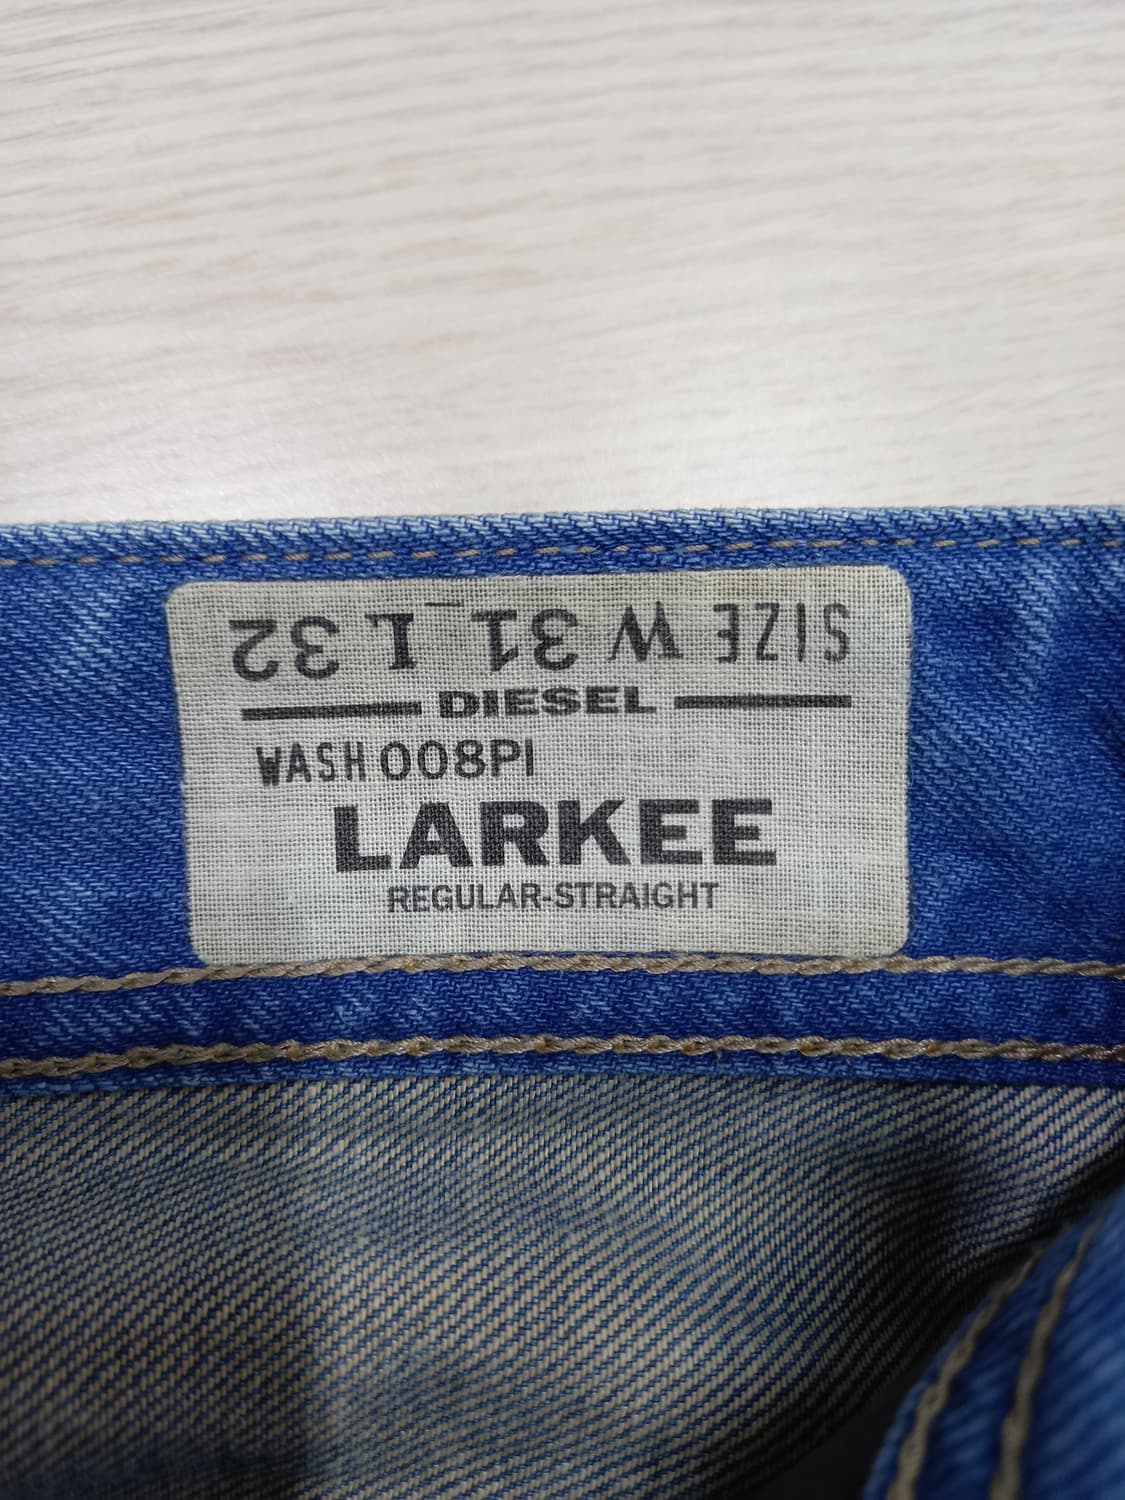 SIZE W 31 L 32
DIESEL
WASH 008PI
LARKEE
REGULAR-STRAIGHT